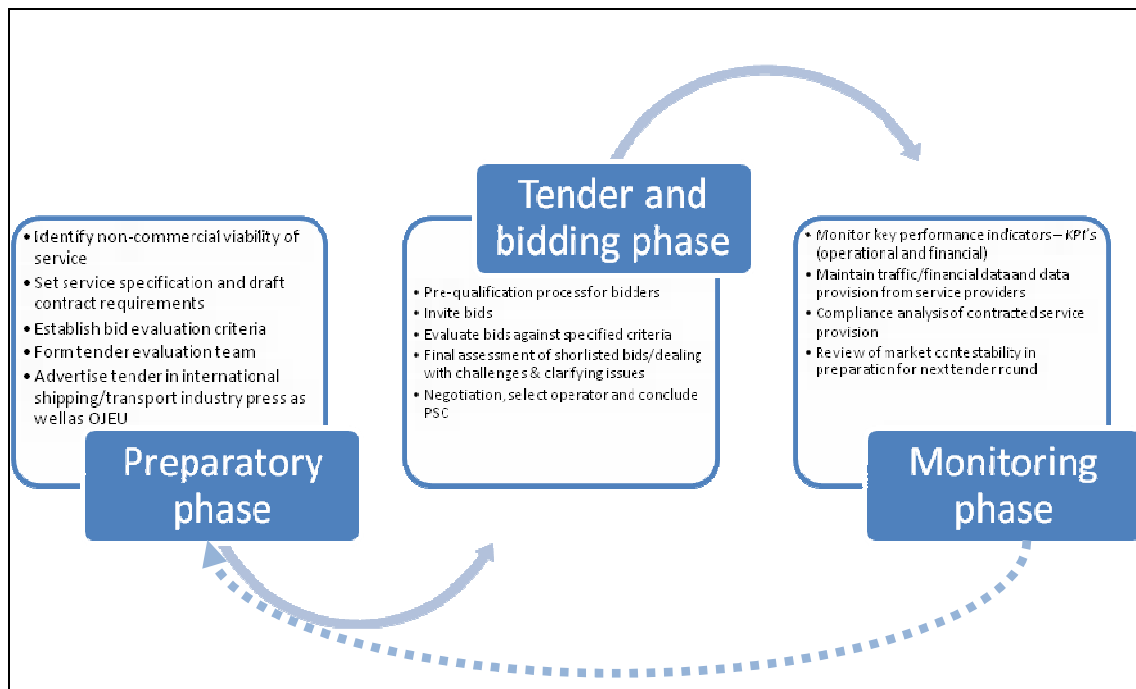 • Identify non-commercial viability of
service
• Set service specification and draft
contract requirements
• Establish bid evaluation criteria
• Form tender evaluation team
• Advertise tender in international
shipping/transport industry press as
well as OJEU
Preparatory
phase
Tender and
bidding phase
• Pre-qualification process for bidders
• Invite bids
• Evaluate bids against specified criteria
• Final assessment of shortlisted bids/dealing
with challenges & clarifying issues
• Negotiation, select operator and conclude
PSC
• Monitor key performance indicators – KPI's
(operational and financial)
• Maintain traffic/financial data and data
provision from service providers
• Compliance analysis of contracted service
provision
• Review of market contestability in
preparation for next tender round
Monitoring
phase